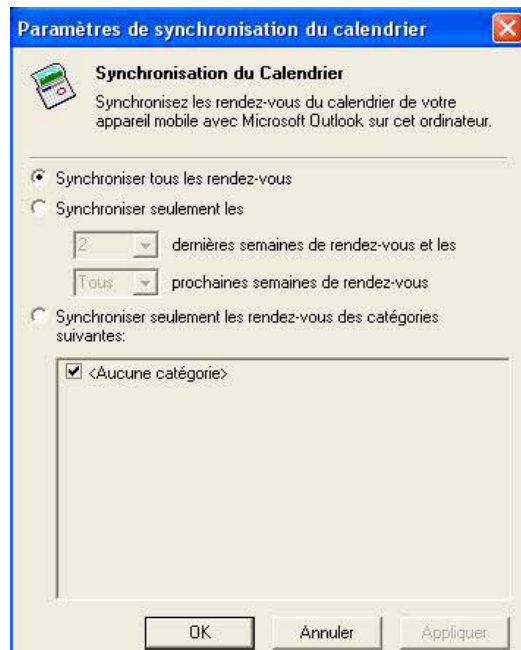 Paramètres de synchronisation du calendrier
Synchronisation du Calendrier
Synchronisez les rendez-vous du calendrier de votre
appareil mobile avec Microsoft Outlook sur cet ordinateur.
Synchroniser tous les rendez-vous
Synchroniser seulement les
2 dernières semaines de rendez-vous et les
Tous prochaines semaines de rendez-vous
Synchroniser seulement les rendez-vous des catégories
suivantes:
<Aucune catégorie>
OK Annuler Appliquer